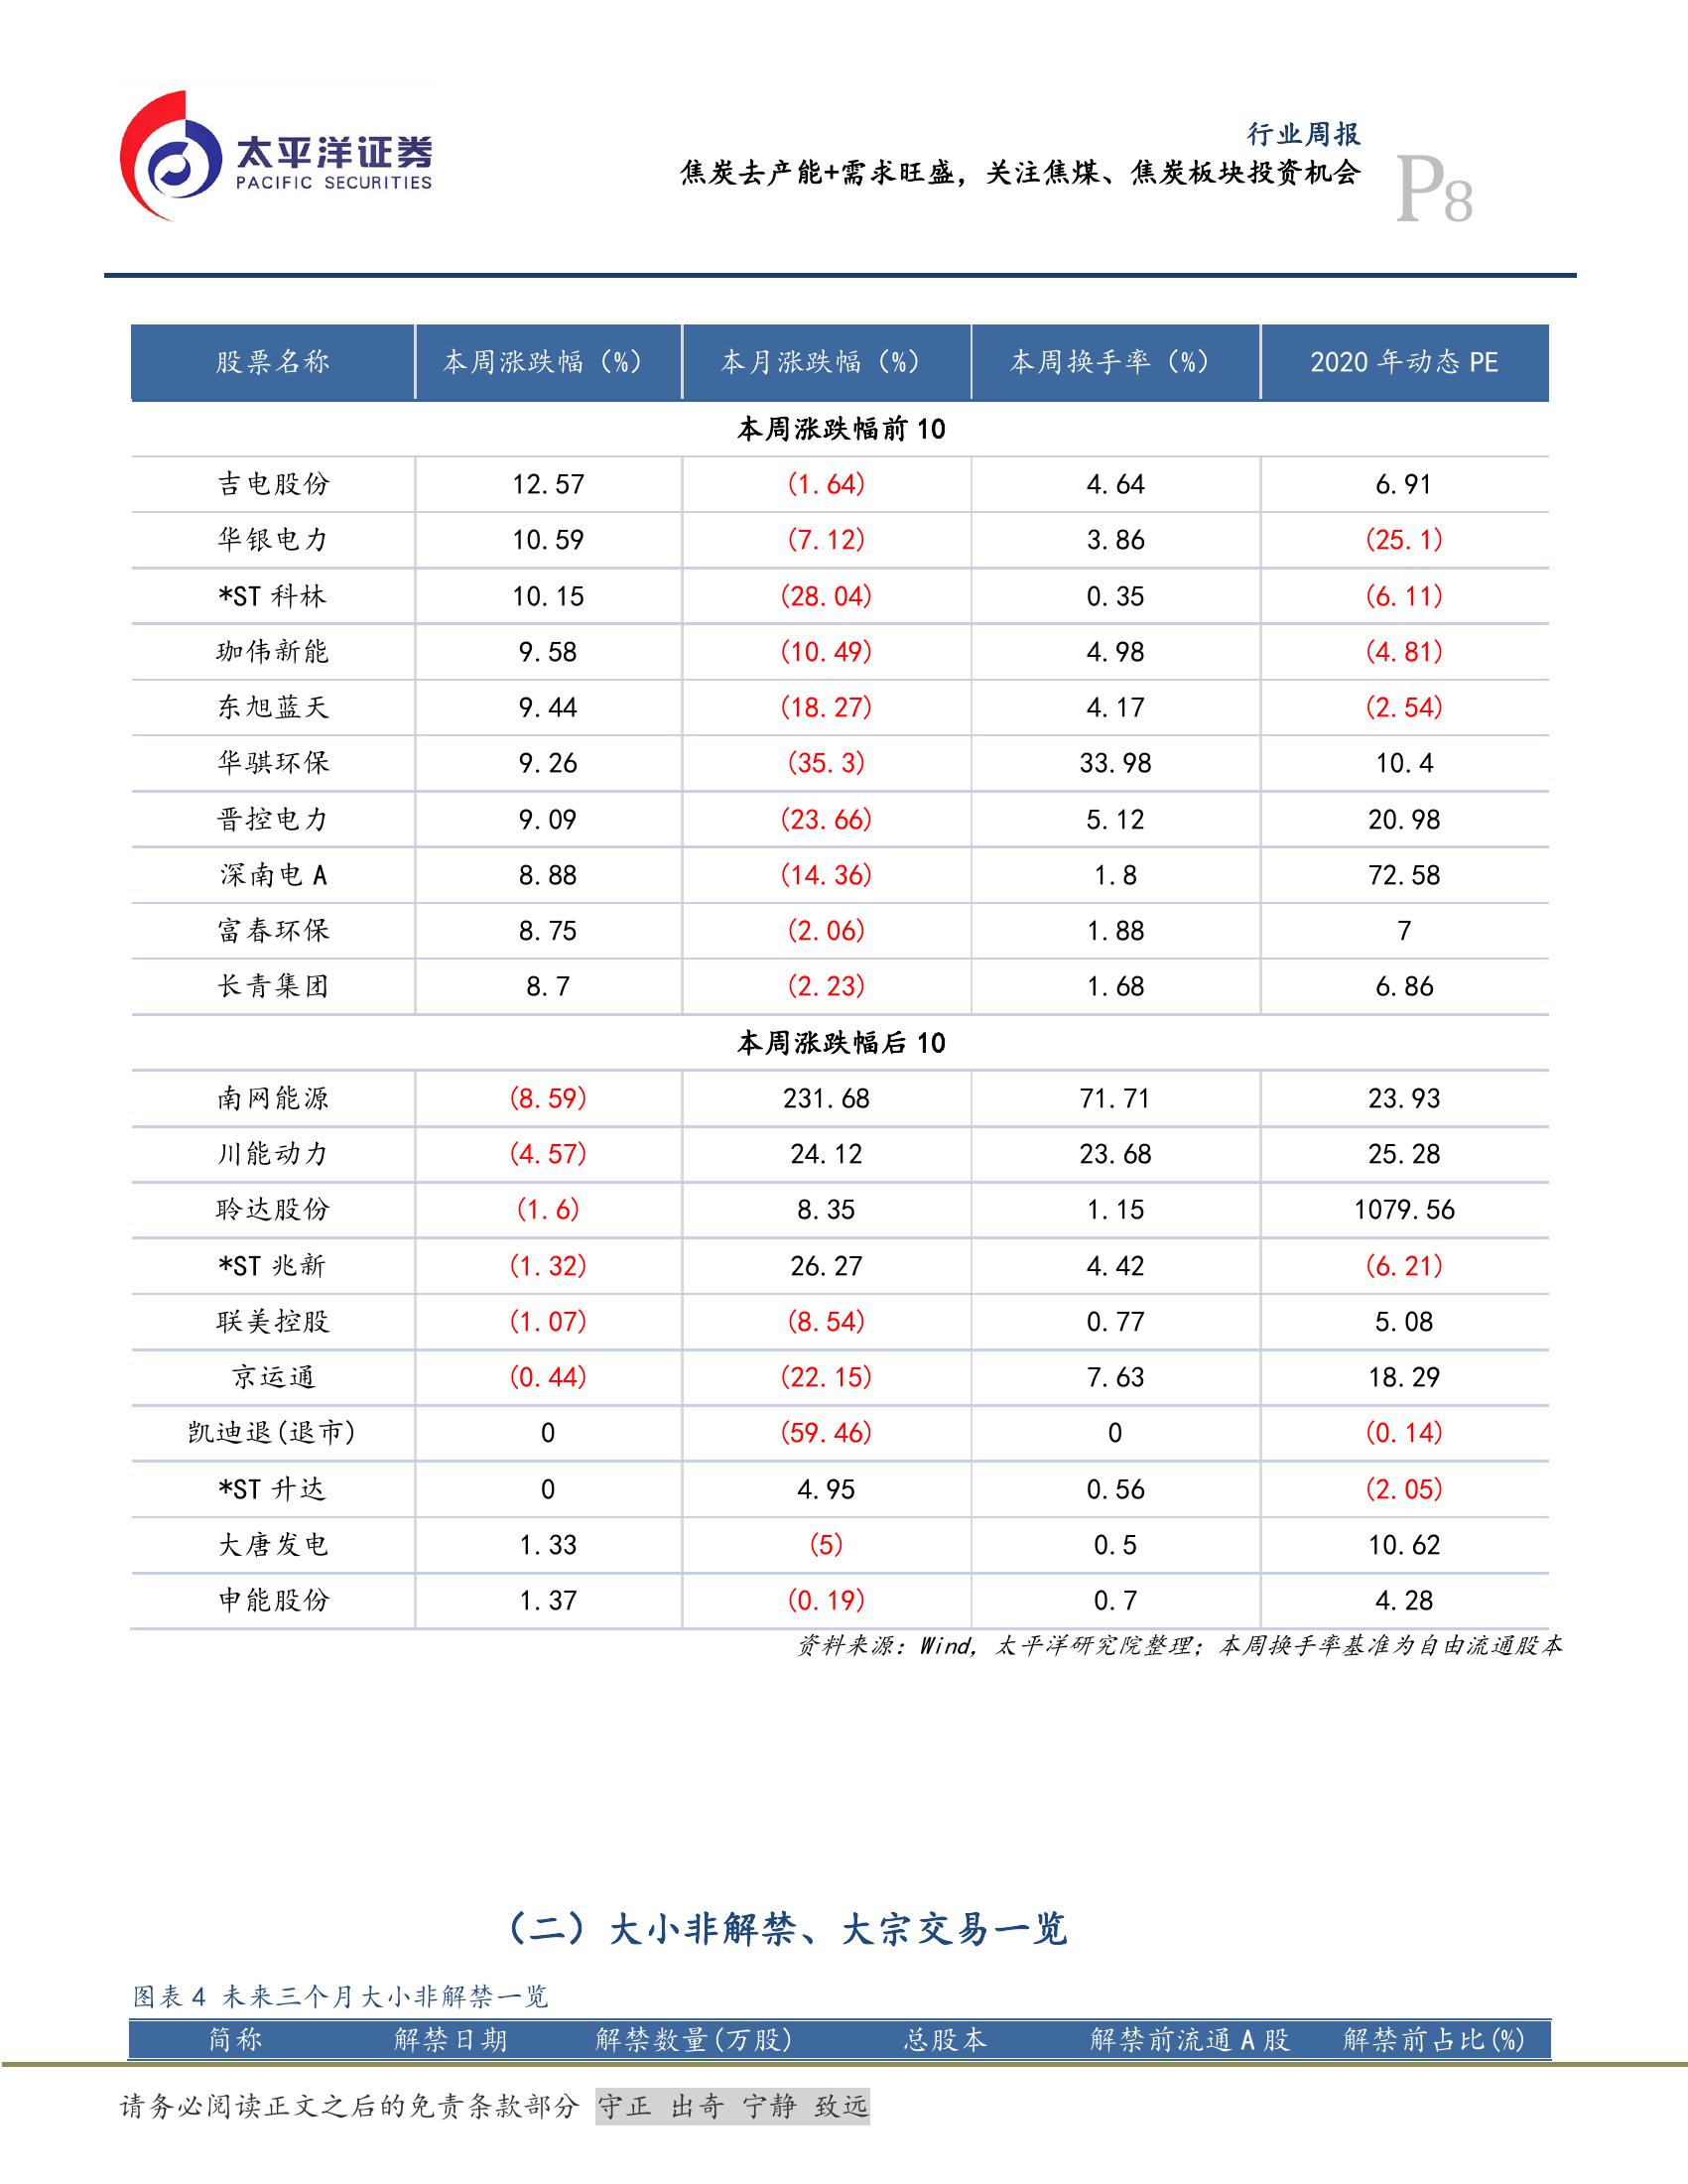 太平洋证券
PACIFIC SECURITIES
行业周报
焦炭去产能+需求旺盛，关注焦煤、焦炭板块投资机会
P8
股票名称 本周涨跌幅（%） 本月涨跌幅（%） 本周换手率（%） 2020 年动态 PE
本周涨跌幅前 10
吉电股份 12.57 (1.64) 4.64 6.91
华银电力 10.59 (7.12) 3.86 (25.1)
*ST 科林 10.15 (28.04) 0.35 (6.11)
珈伟新能 9.58 (10.49) 4.98 (4.81)
东旭蓝天 9.44 (18.27) 4.17 (2.54)
华骐环保 9.26 (35.3) 33.98 10.4
晋控电力 9.09 (23.66) 5.12 20.98
深南电 A 8.88 (14.36) 1.8 72.58
富春环保 8.75 (2.06) 1.88 7
长青集团 8.7 (2.23) 1.68 6.86
本周涨跌幅后 10
南网能源 (8.59) 231.68 71.71 23.93
川能动力 (4.57) 24.12 23.68 25.28
聆达股份 (1.6) 8.35 1.15 1079.56
*ST 兆新 (1.32) 26.27 4.42 (6.21)
联美控股 (1.07) (8.54) 0.77 5.08
京运通 (0.44) (22.15) 7.63 18.29
凯迪退(退市) 0 (59.46) 0 (0.14)
*ST 升达 0 4.95 0.56 (2.05)
大唐发电 1.33 (5) 0.5 10.62
申能股份 1.37 (0.19) 0.7 4.28
资料来源：Wind，太平洋研究院整理；本周换手率基准为自由流通股本
（二）大小非解禁、大宗交易一览
图表 4 未来三个月大小非解禁一览
简称 解禁日期 解禁数量(万股) 总股本 解禁前流通 A 股 解禁前占比(%)
请务必阅读正文之后的免责条款部分 守正 出奇 宁静 致远